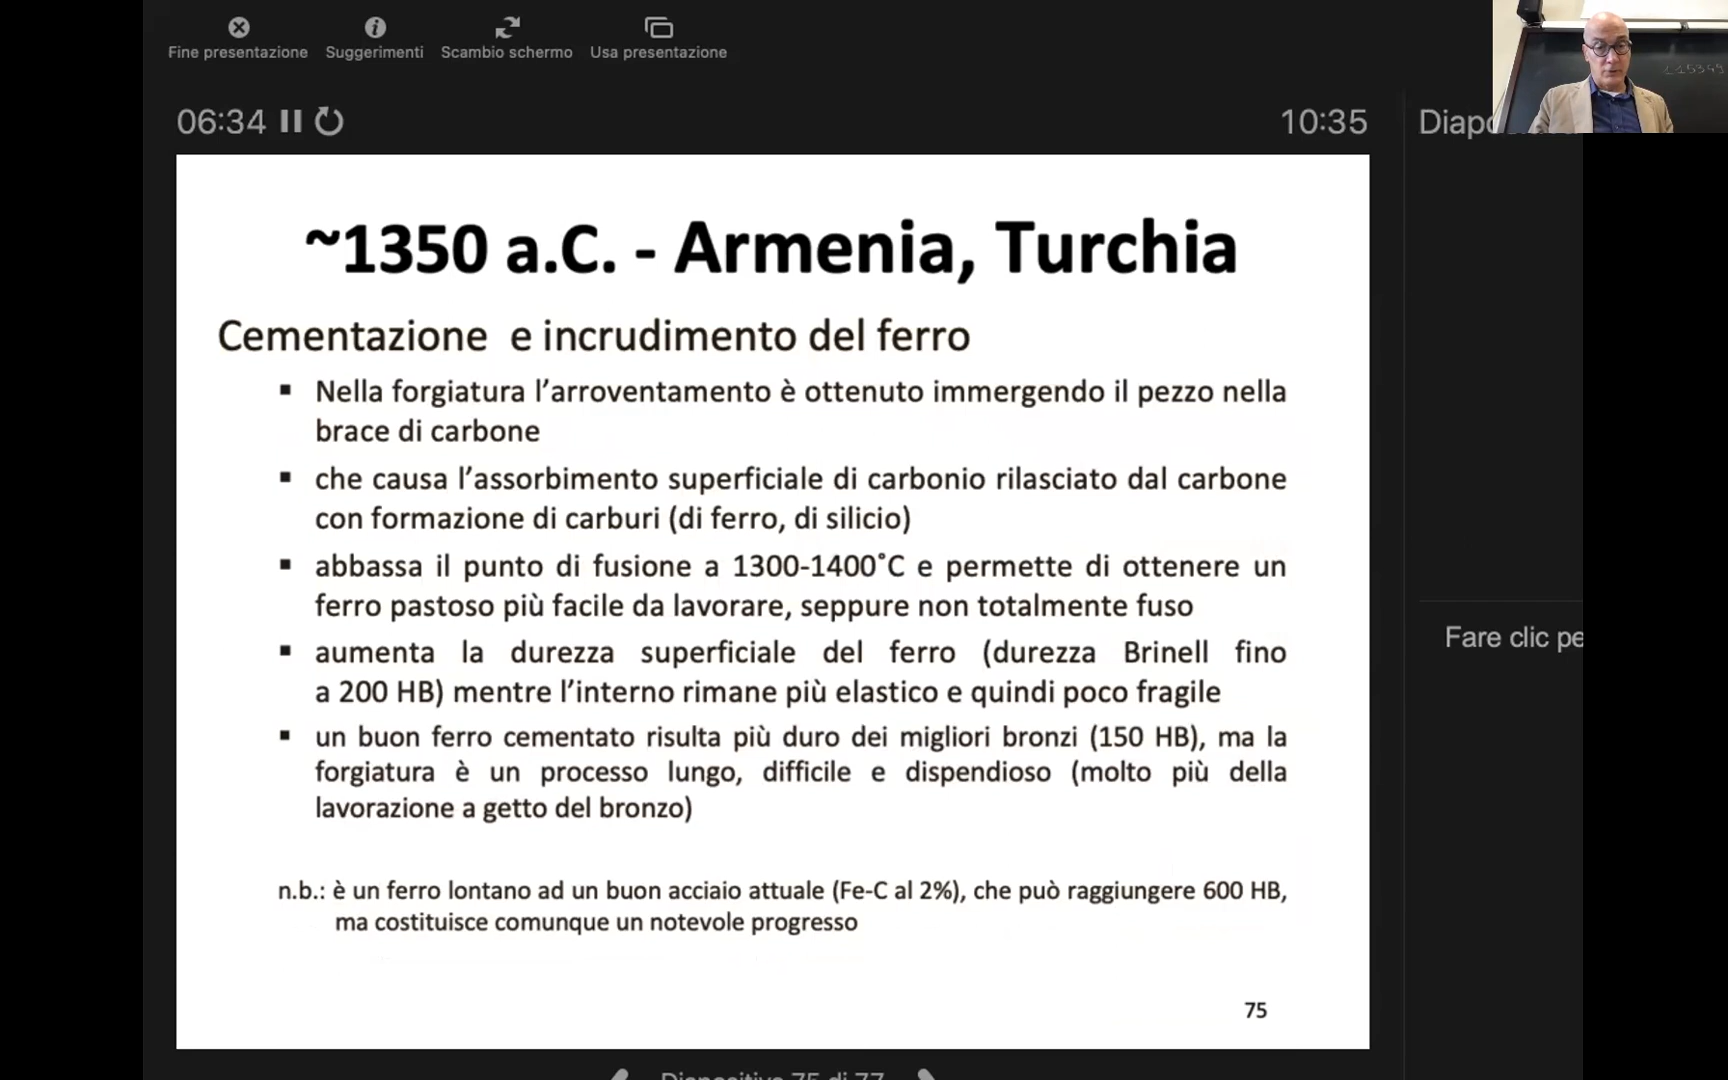 Fine presentazione Suggerimenti Scambio schermo Usa presentazione
06:34 10:35
~1350 a.C. - Armenia, Turchia
Cementazione e incrudimento del ferro
▪ Nella forgiatura l’arroventamento è ottenuto immergendo il pezzo nella
brace di carbone
▪ che causa l’assorbimento superficiale di carbonio rilasciato dal carbone
con formazione di carburi (di ferro, di silicio)
▪ abbassa il punto di fusione a 1300-1400˚C e permette di ottenere un
ferro pastoso più facile da lavorare, seppure non totalmente fuso
▪ aumenta la durezza superficiale del ferro (durezza Brinell fino
a 200 HB) mentre l’interno rimane più elastico e quindi poco fragile
▪ un buon ferro cementato risulta più duro dei migliori bronzi (150 HB), ma la
forgiatura è un processo lungo, difficile e dispendioso (molto più della
lavorazione a getto del bronzo)
n.b.: è un ferro lontano ad un buon acciaio attuale (Fe-C al 2%), che può raggiungere 600 HB,
ma costituisce comunque un notevole progresso
75
Diapositiva 75 di 77
Fare clic pe